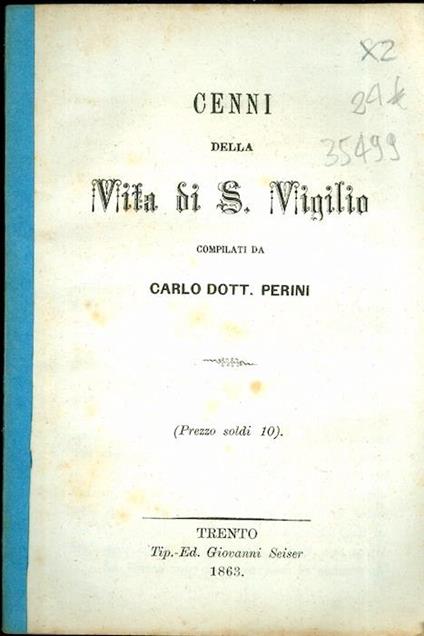 X2
24k
35499
CENNI
DELLA
Vita di S. Vigilio
COMPILATI DA
CARLO DOTT. PERINI
(Prezzo soldi 10).
TRENTO
Tip.-Ed. Giovanni Seiser
1863.